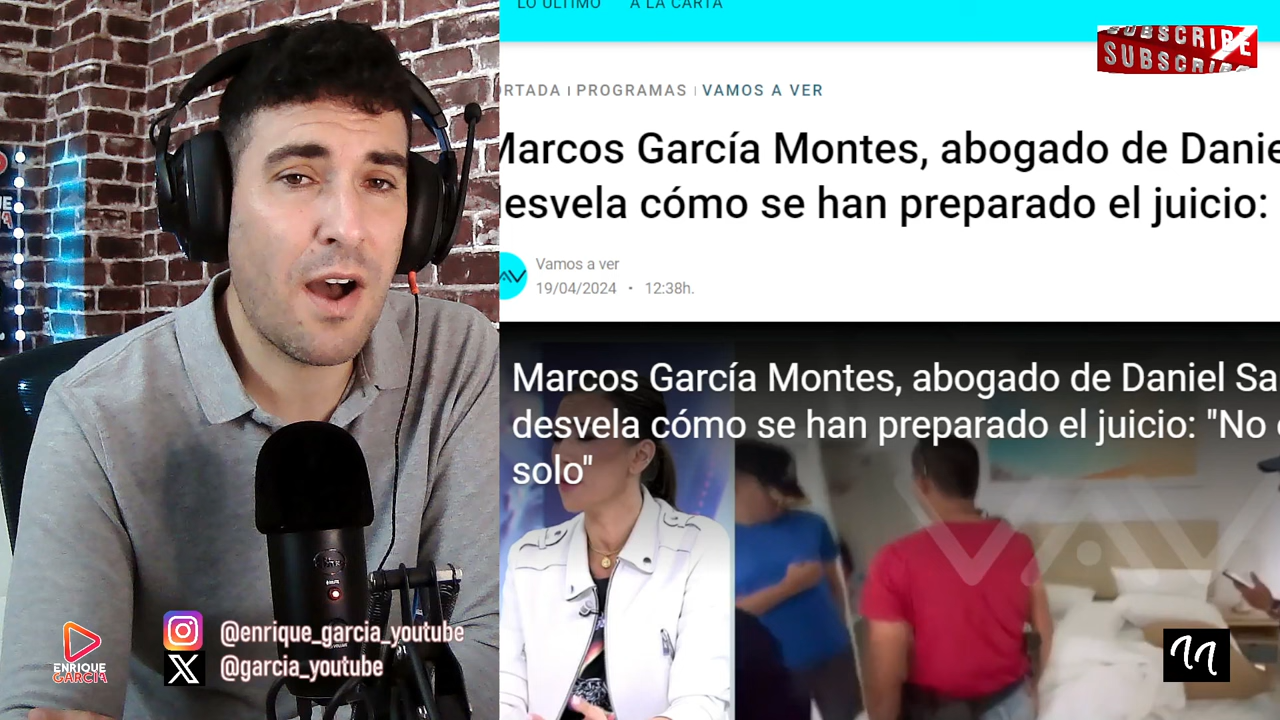 LO ÚLTIMO A LA CARTA
SUBSCRIBE
SUBSCRIBE
RTADA | PROGRAMAS | VAMOS A VER
Marcos García Montes, abogado de Danie
esvela cómo se han preparado el juicio:
Vamos a ver
19/04/2024 • 12:38h.
Marcos García Montes, abogado de Daniel Sa
desvela cómo se han preparado el juicio: "No
solo"
@enrique_garcia_youtube
@garcia_youtube
ENRIQUE
GARCIA